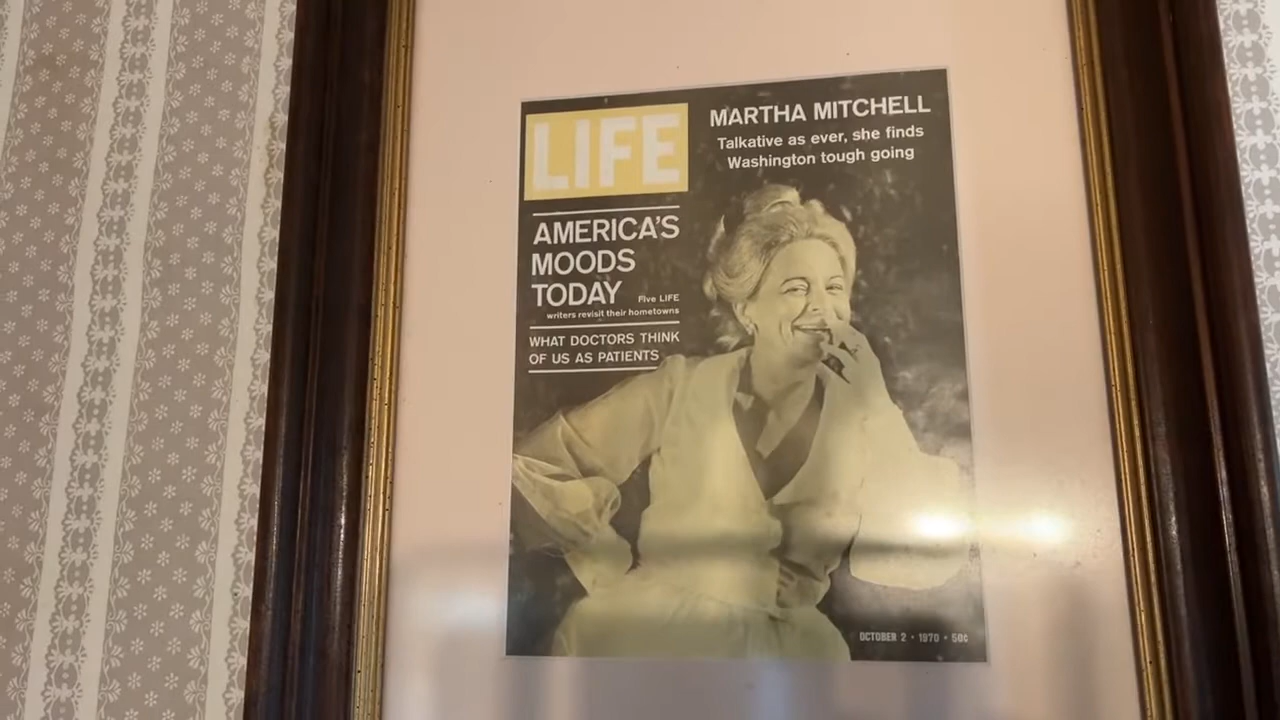 LIFE
MARTHA MITCHELL
Talkative as ever, she finds
Washington tough going
AMERICA'S
MOODS
TODAY Five LIFE
writers revisit their hometowns
WHAT DOCTORS THINK
OF US AS PATIENTS
OCTOBER 2 • 1970 • 50¢